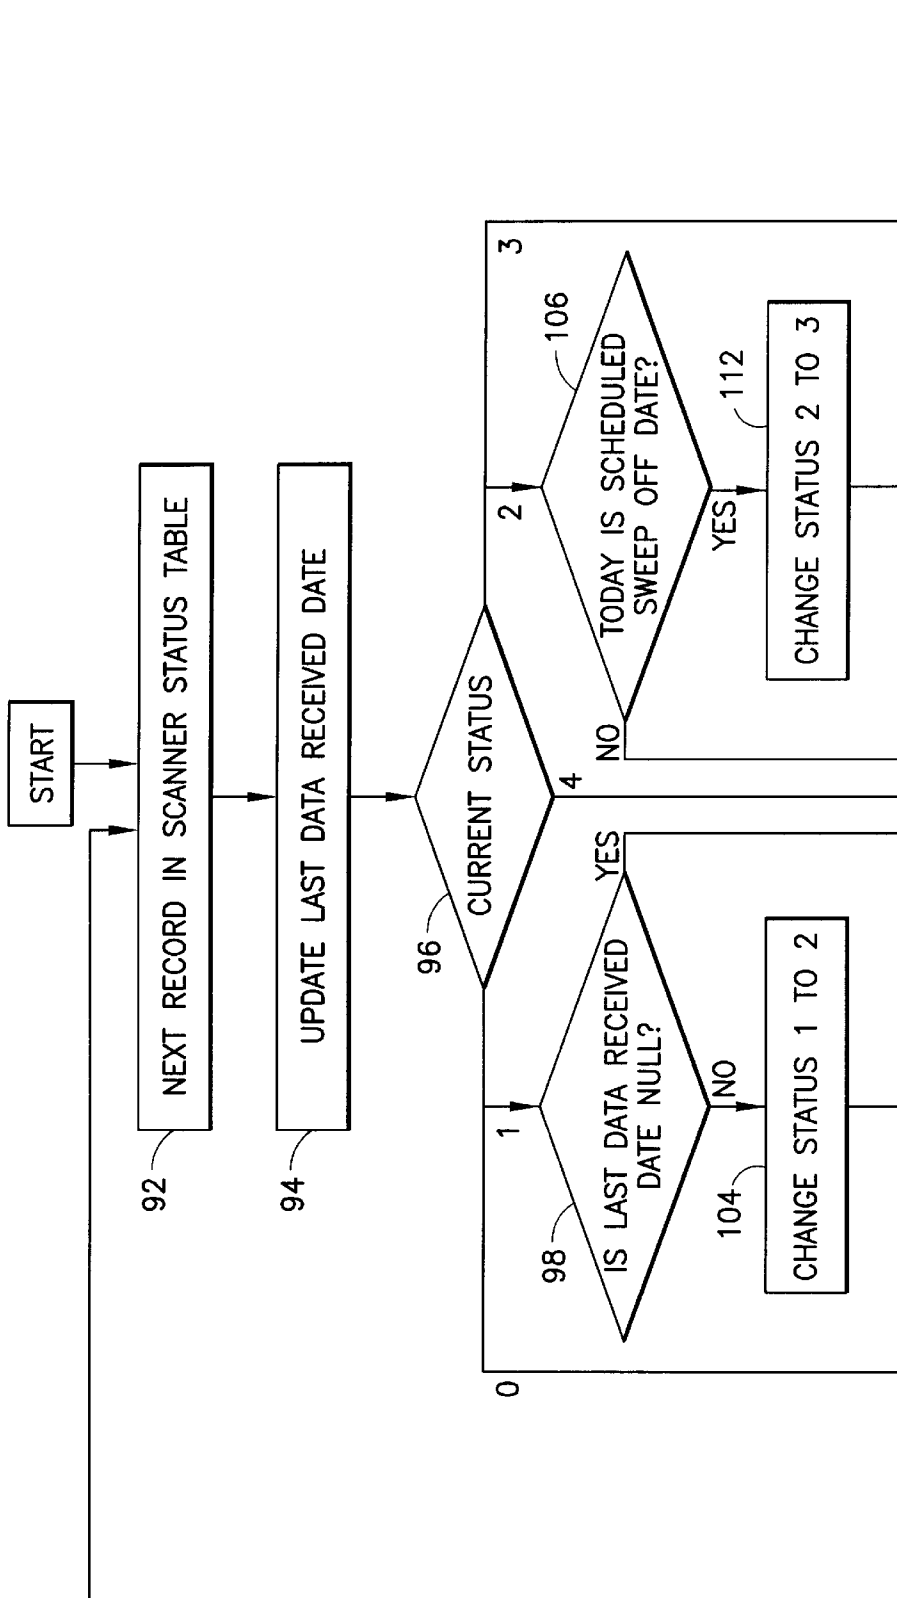 START
NEXT RECORD IN SCANNER STATUS TABLE
92
UPDATE LAST DATA RECEIVED DATE
94
CURRENT STATUS
96
0
1
2
3
4
IS LAST DATA RECEIVED
DATE NULL?
98
YES
NO
CHANGE STATUS 1 TO 2
104
TODAY IS SCHEDULED
SWEEP OFF DATE?
106
NO
YES
CHANGE STATUS 2 TO 3
112